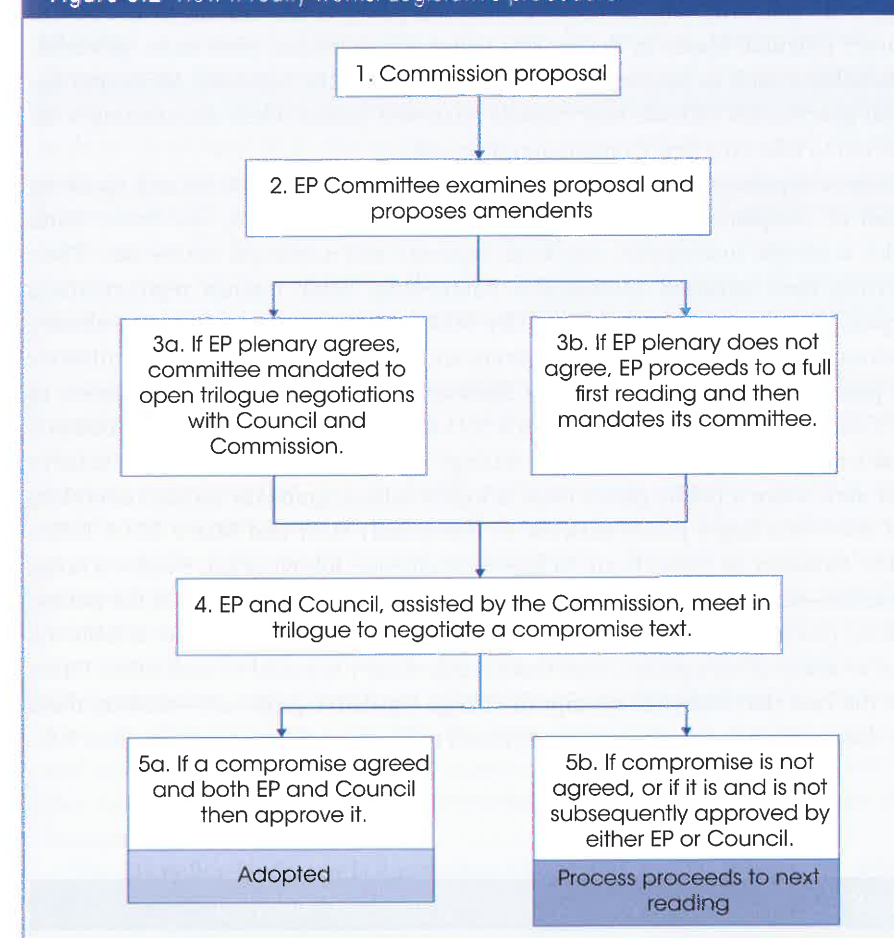 1. Commission proposal
2. EP Committee examines proposal and
proposes amendents
3a. If EP plenary agrees,
committee mandated to
open trilogue negotiations
with Council and
Commission.
3b. If EP plenary does not
agree, EP proceeds to a full
first reading and then
mandates its committee.
4. EP and Council, assisted by the Commission, meet in
trilogue to negotiate a compromise text.
5a. If a compromise agreed
and both EP and Council
then approve it.
Adopted
5b. If compromise is not
agreed, or if it is and is not
subsequently approved by
either EP or Council.
Process proceeds to next
reading